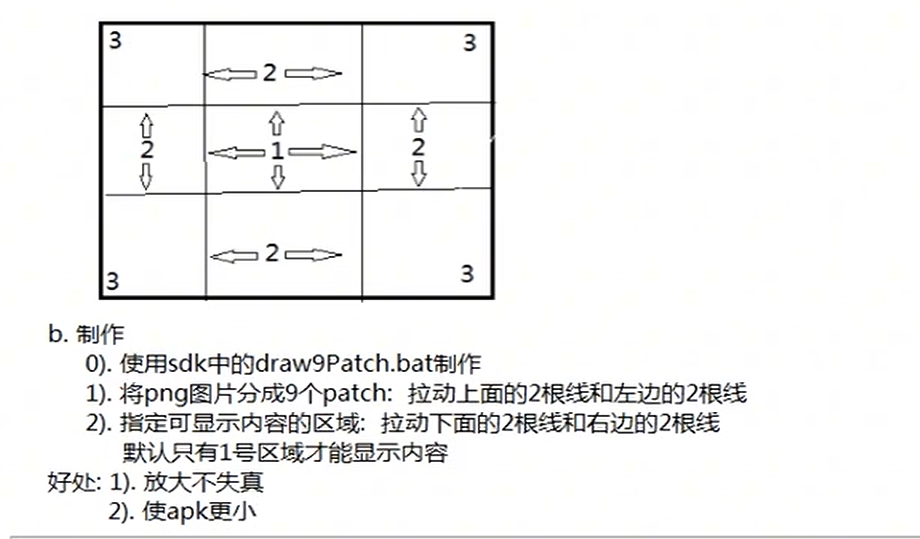 3 3
2
2 1 2
2
3 3
b. 制作
0). 使用sdk中的draw9Patch.bat制作
1). 将png图片分成9个patch: 拉动上面的2根线和左边的2根线
2). 指定可显示内容的区域: 拉动下面的2根线和右边的2根线
默认只有1号区域才能显示内容
好处: 1). 放大不失真
2). 使apk更小